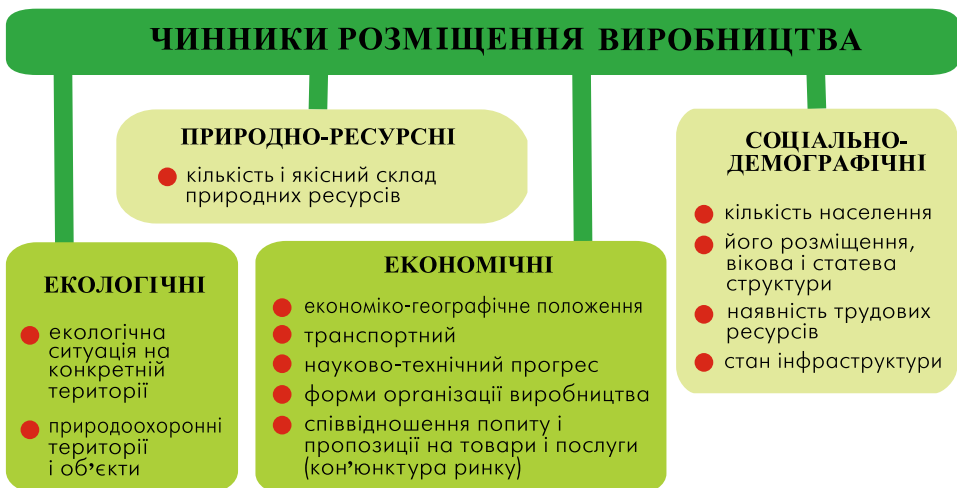 ЧИННИКИ РОЗМІЩЕННЯ ВИРОБНИЦТВА
ПРИРОДНО-РЕСУРСНІ
кількість і якісний склад
природних ресурсів
СОЦІАЛЬНО-
ДЕМОГРАФІЧНІ
кількість населення
його розміщення,
вікова і статева
структури
наявність трудових
ресурсів
стан інфраструктури
ЕКОЛОГІЧНІ
екологічна
ситуація на
конкретній
території
природоохоронні
території
і об’єкти
ЕКОНОМІЧНІ
економіко-географічне положення
транспортний
науково-технічний прогрес
форми організації виробництва
співвідношення попиту і
пропозиції на товари і послуги
(кон’юнктура ринку)